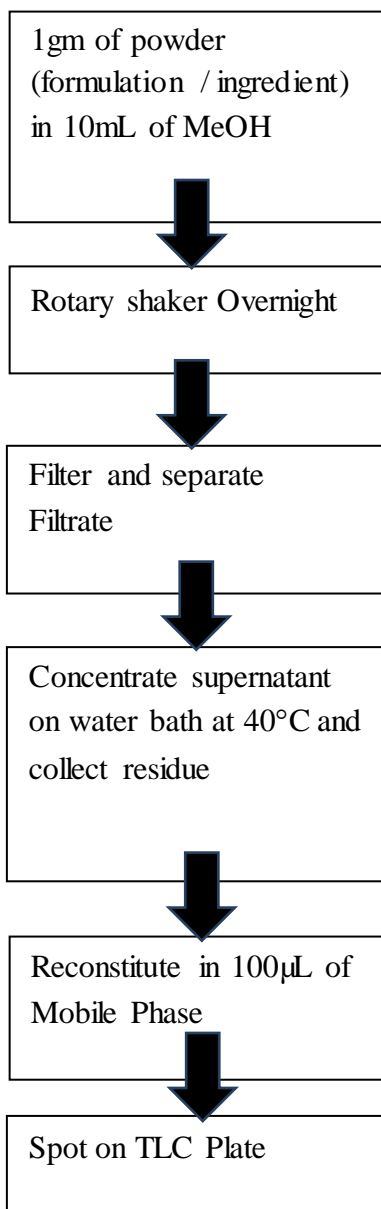 1gm of powder
(formulation / ingredient)
in 10mL of MeOH
Rotary shaker Overnight
Filter and separate
Filtrate
Concentrate supernatant
on water bath at 40°C and
collect residue
Reconstitute in 100µL of
Mobile Phase
Spot on TLC Plate